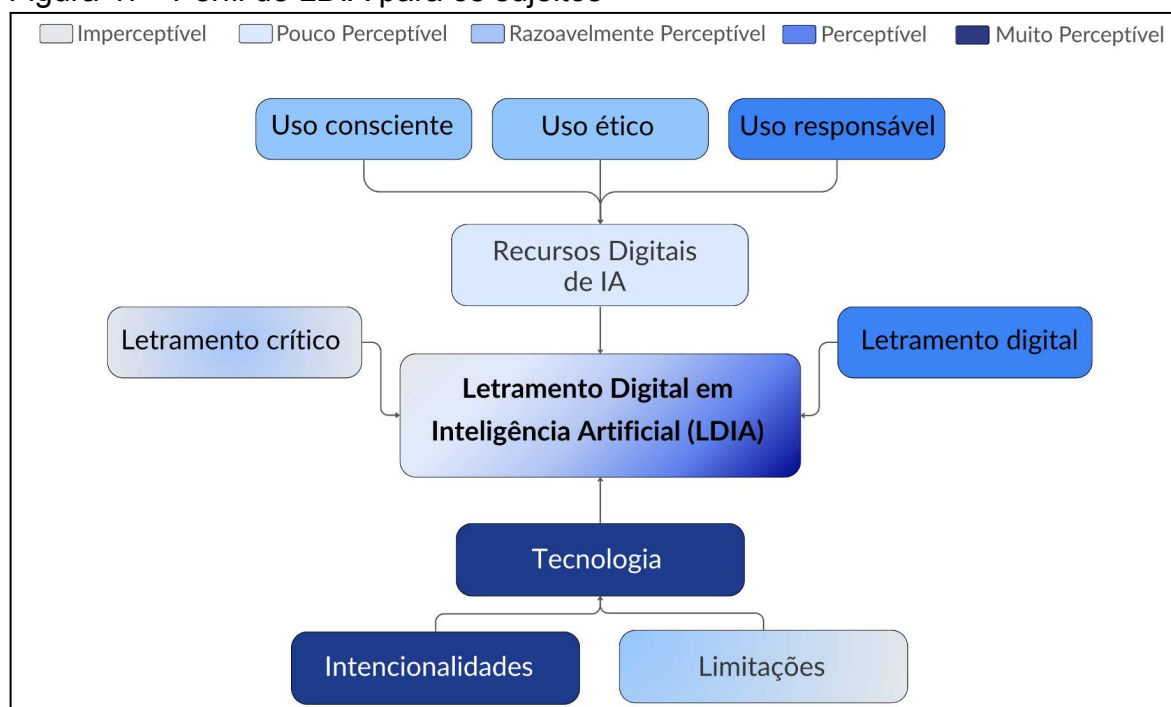 Imperceptível Pouco Perceptível Razoavelmente Perceptível Perceptível Muito Perceptível
Uso consciente Uso ético Uso responsável
Recursos Digitais
de IA
Letramento crítico
Letramento digital
Letramento Digital em
Inteligência Artificial (LDIA)
Tecnologia
Intencionalidades Limitações